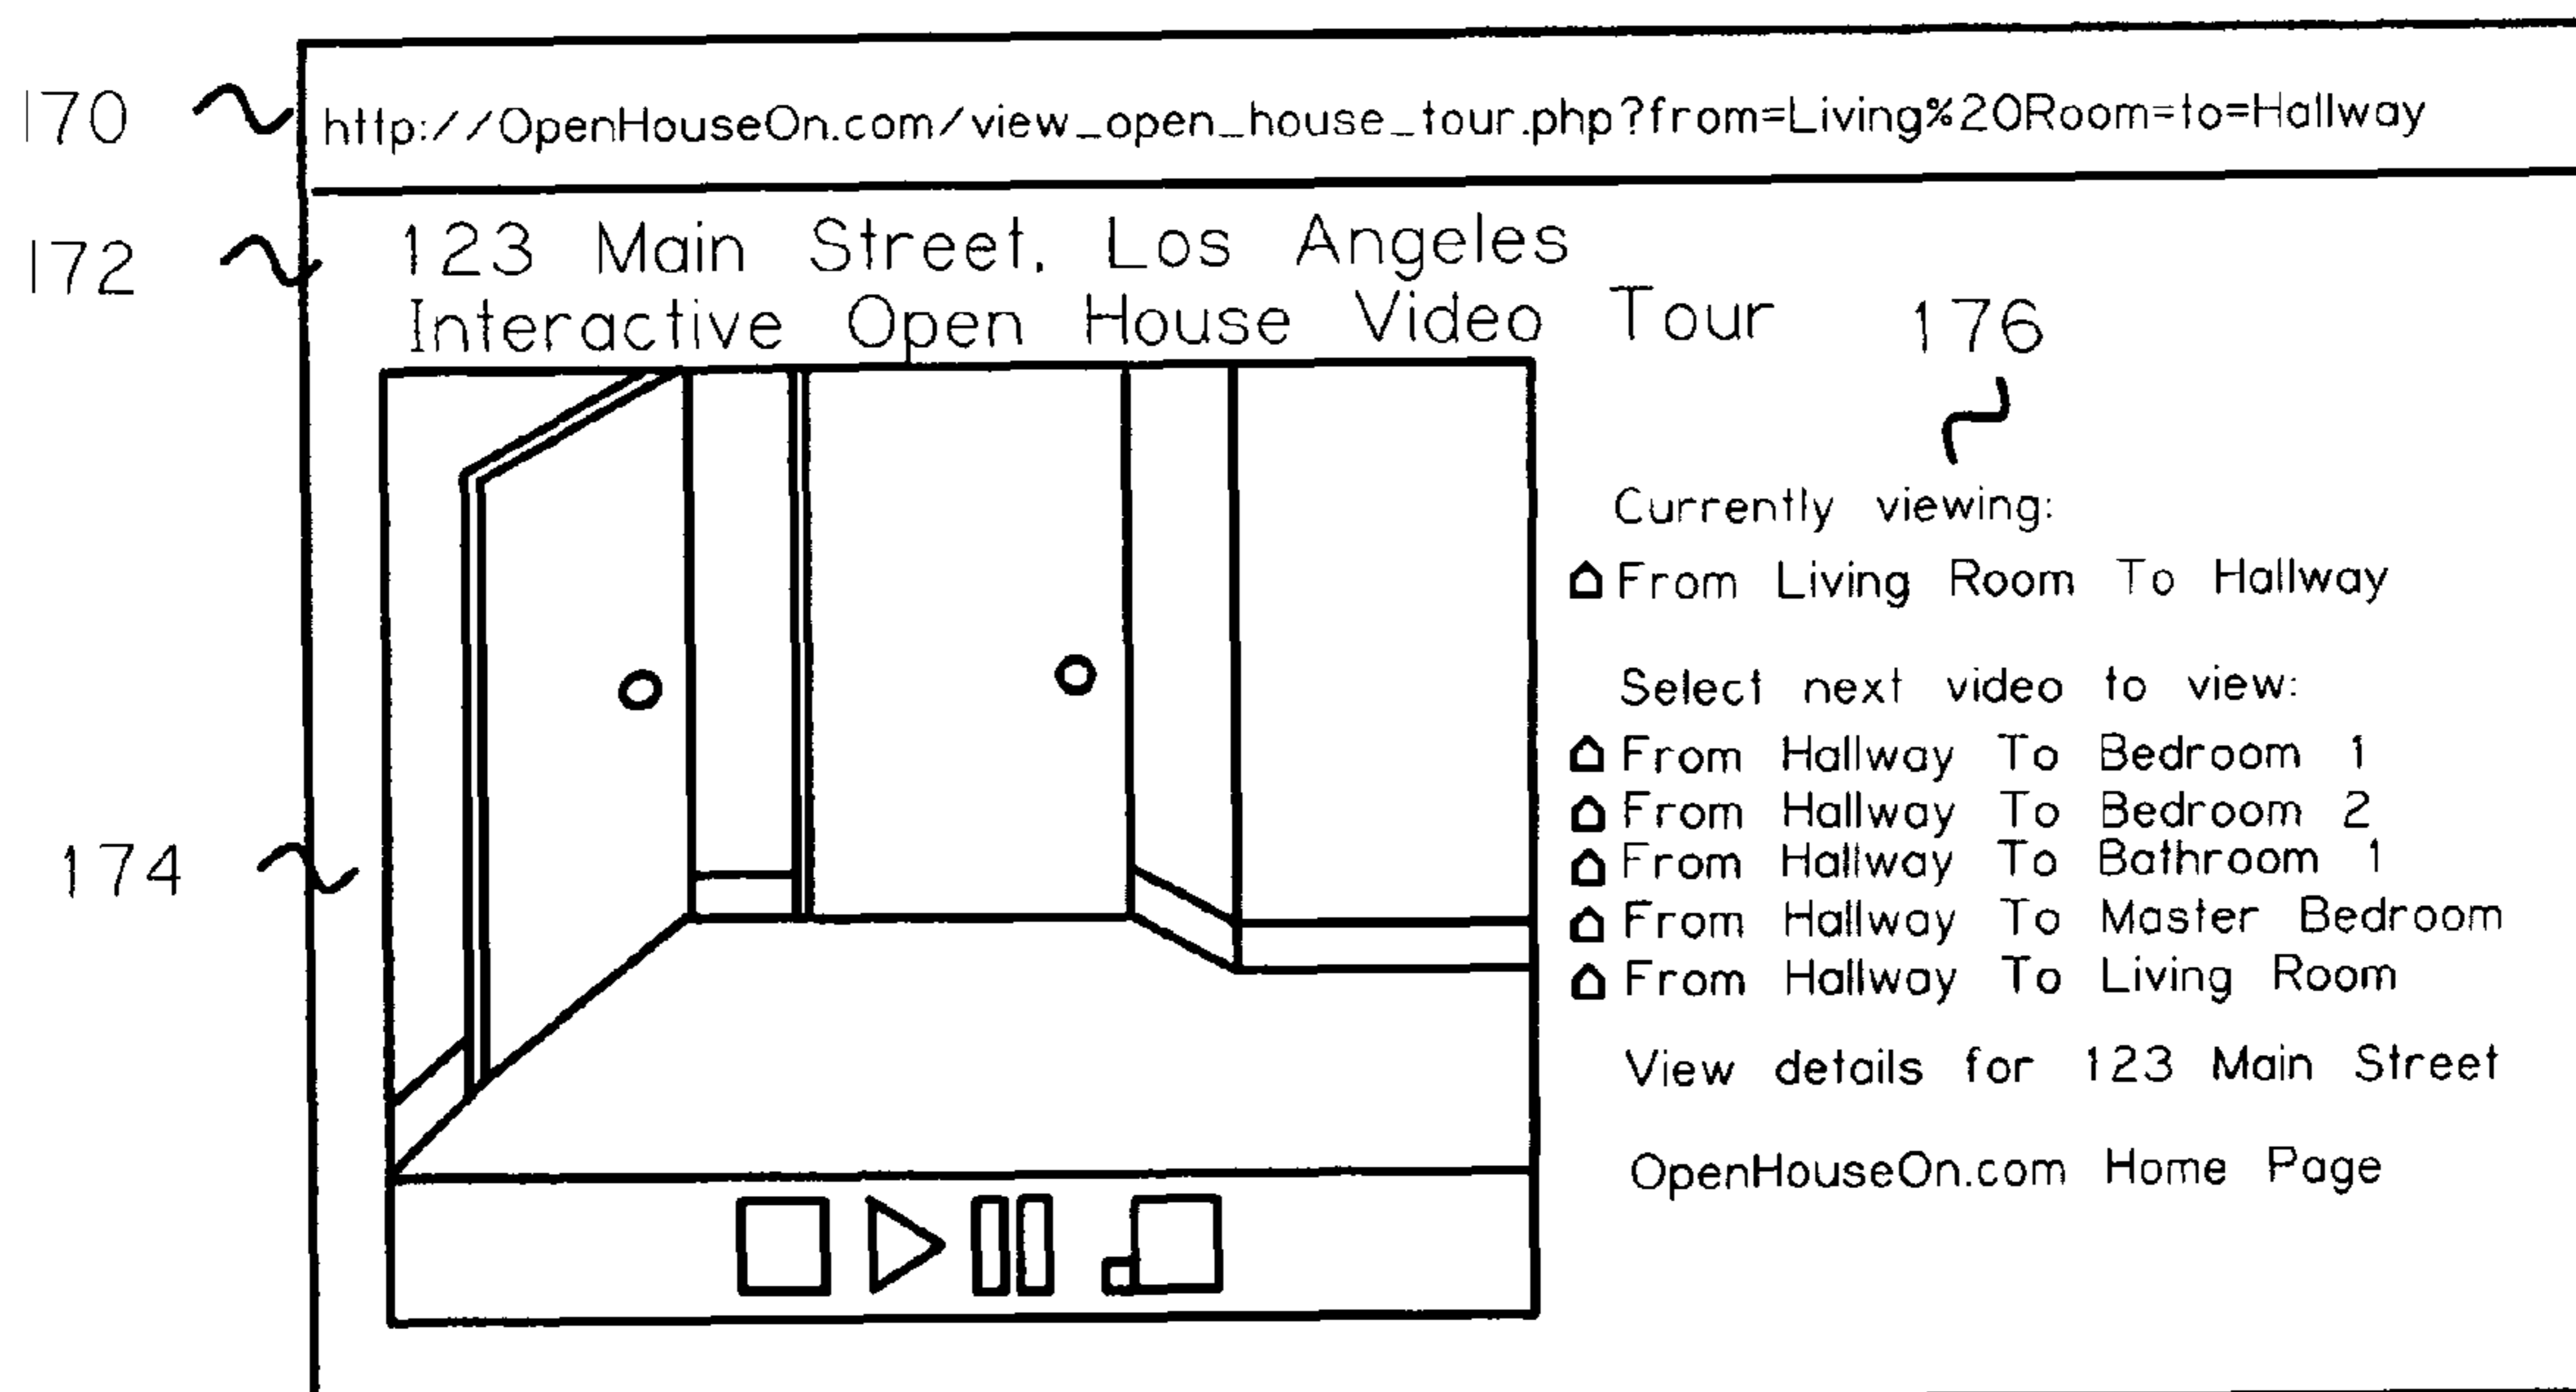 170
http://OpenHouseOn.com/view_open_house_tour.php?from=Living%20Room=to=Hallway
172
123 Main Street, Los Angeles
Interactive Open House Video Tour
176
Currently viewing:
From Living Room To Hallway
Select next video to view:
From Hallway To Bedroom 1
From Hallway To Bedroom 2
174
From Hallway To Bathroom 1
From Hallway To Master Bedroom
From Hallway To Living Room
View details for 123 Main Street
OpenHouseOn.com Home Page